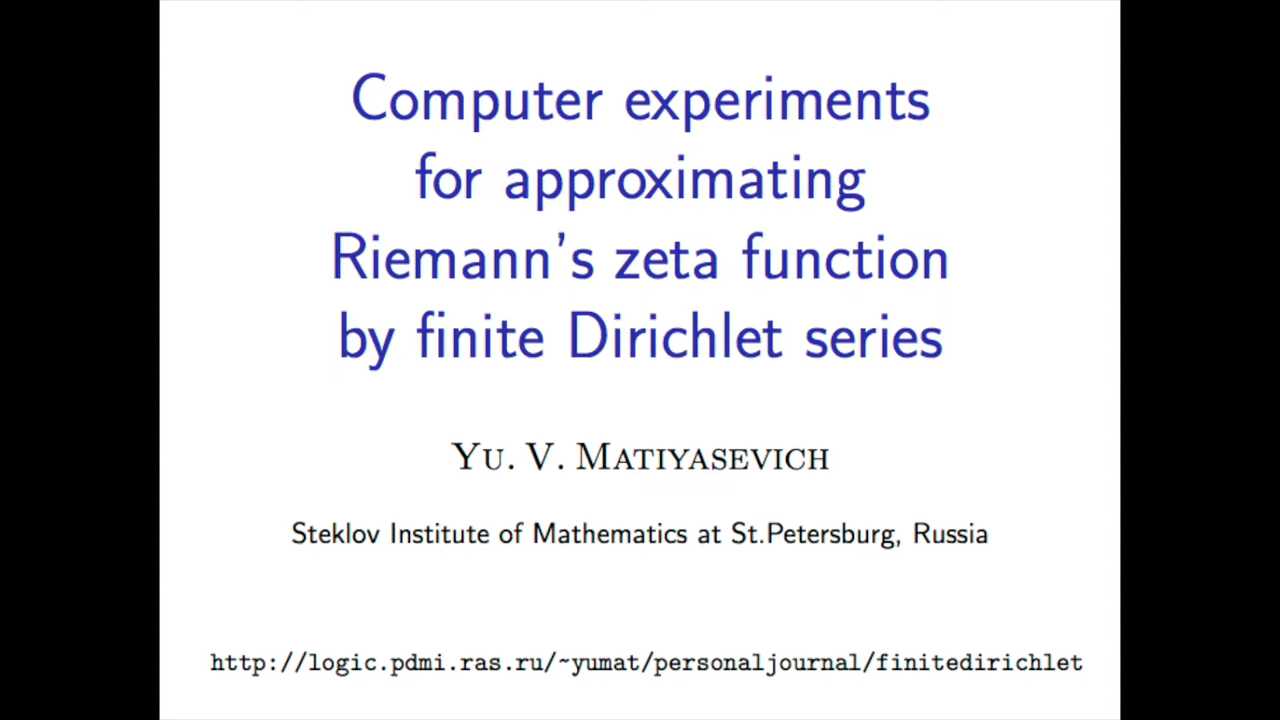 Computer experiments
for approximating
Riemann's zeta function
by finite Dirichlet series
Yu. V. Matiyasevich
Steklov Institute of Mathematics at St.Petersburg, Russia
http://logic.pdmi.ras.ru/~yumat/personaljournal/finitedirichlet